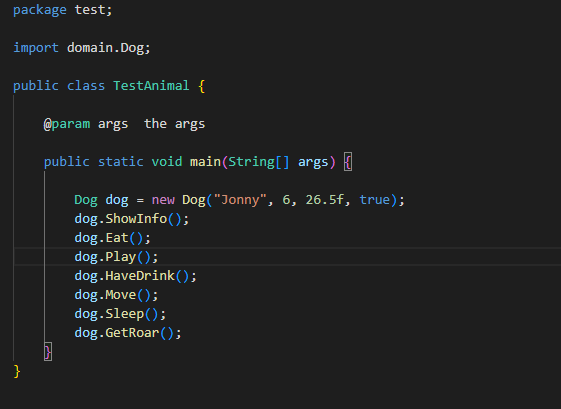 package test;
import domain.Dog;
public class TestAnimal {
@param args  the args
public static void main(String[] args) {
Dog dog = new Dog("Jonny", 6, 26.5f, true);
dog.ShowInfo();
dog.Eat();
dog.Play();
dog.HaveDrink();
dog.Move();
dog.Sleep();
dog.GetRoar();
}
}